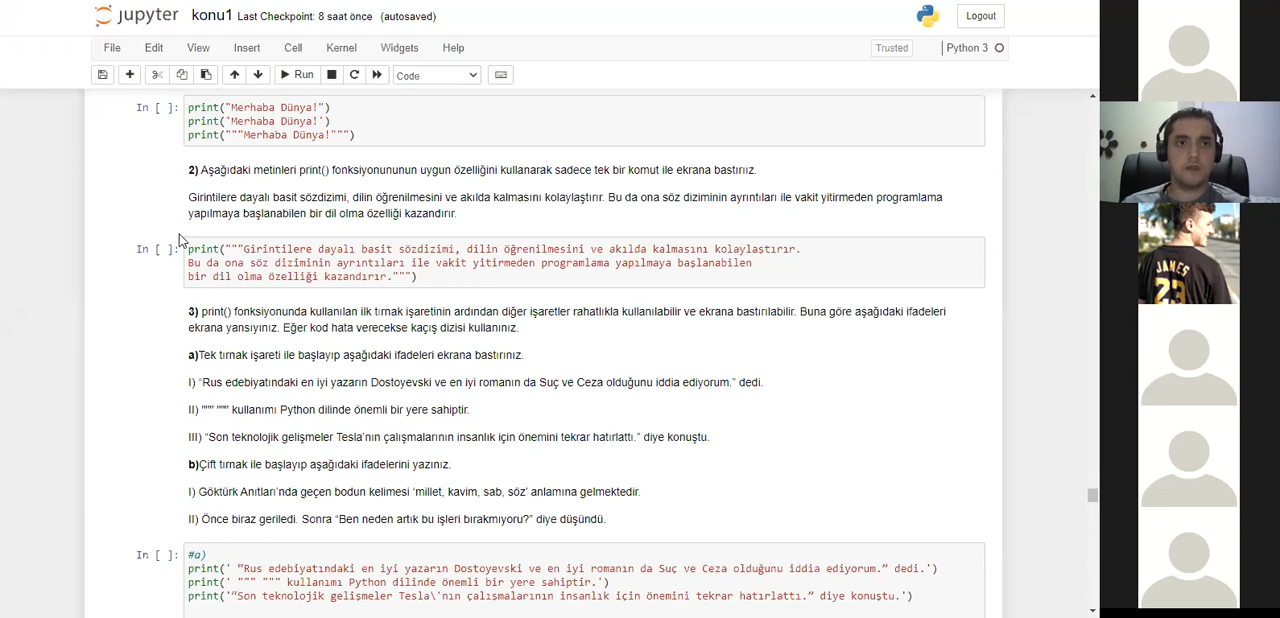 jupyter konu1 Last Checkpoint: 8 saat önce (autosaved)
Logout
File Edit View Insert Cell Kernel Widgets Help
Trusted
Python 3
Run
Code
In [ ]:
print("Merhaba Dünya!")
print('Merhaba Dünya!')
print("""Merhaba Dünya!""")
2) Aşağıdaki metinleri print() fonksiyonununun uygun özelliğini kullanarak sadece tek bir komut ile ekrana bastırıız.
Girintilere dayalı basit sözdizimi, dilin öğrenilmesini ve akılda kalmasını kolaylaştırır. Bu da ona söz diziminin ayrıntıları ile vakit yitirmeden programlama
yapılmaya başlanabilen bir dil olma özelliği kazandırır.
In [ ]:
print("""Girintilere dayalı basit sözdizimi, dilin öğrenilmesini ve akılda kalmasını kolaylaştırır.
Bu da ona söz diziminin ayrıntıları ile vakit yitirmeden programlama yapılmaya başlanabilen
bir dil olma özelliği kazandırır.""")
3) print() fonksiyonunda kullanılan ilk tırnak işaretinin ardından diğer işaretler rahatlıkla kullanılabilir ve ekrana bastırılabilir. Buna göre aşağıdaki ifadeleri
ekrana yansıyınız. Eğer kod hata verecekse kaçış dizisi kullanınız.
a)Tek tırnak işareti ile başlayıp aşağıdaki ifadeleri ekrana bastırınız.
I) “Rus edebiyatındaki en iyi yazarın Dostoyevski ve en iyi romanın da Suç ve Ceza olduğunu iddia ediyorum.” dedi.
II) """ """ kullanımı Python dilinde önemli bir yere sahiptir.
III) “Son teknolojik gelişmeler Tesla’nın çalışmalarının insanlık için önemini tekrar hatırlattı.” diye konuştu.
b)Çift tırnak ile başlayıp aşağıdaki ifadelerini yazınız.
I) Göktürk Anıtları’nda geçen bodun kelimesi ‘millet, kavim, sab, söz’ anlamına gelmektedir.
II) Önce biraz geriledi. Sonra “Ben neden artık bu işleri bırakmıyoru?” diye düşündü.
In [ ]:
#a)
print(' “Rus edebiyatındaki en iyi yazarın Dostoyevski ve en iyi romanın da Suç ve Ceza olduğunu iddia ediyorum.” dedi.')
print(' """ """ kullanımı Python dilinde önemli bir yere sahiptir.')
print('“Son teknolojik gelişmeler Tesla\'nın çalışmalarının insanlık için önemini tekrar hatırlattı.” diye konuştu.')
JAMES
23